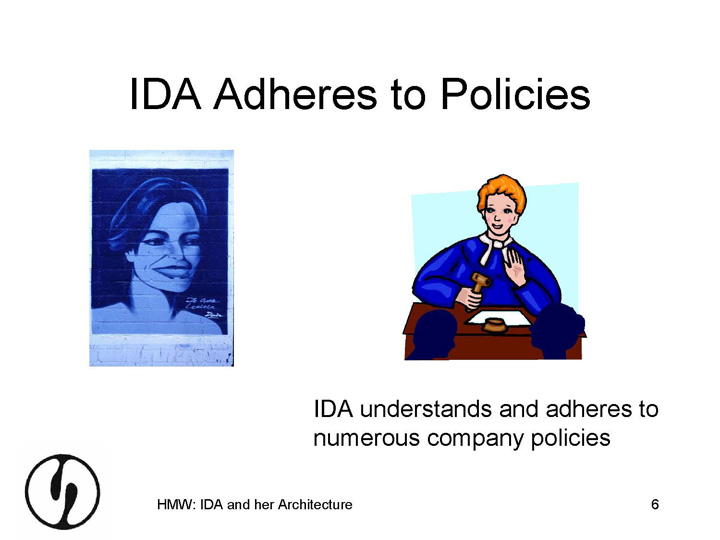 IDA Adheres to Policies
IDA understands and adheres to
numerous company policies
HMW: IDA and her Architecture
6